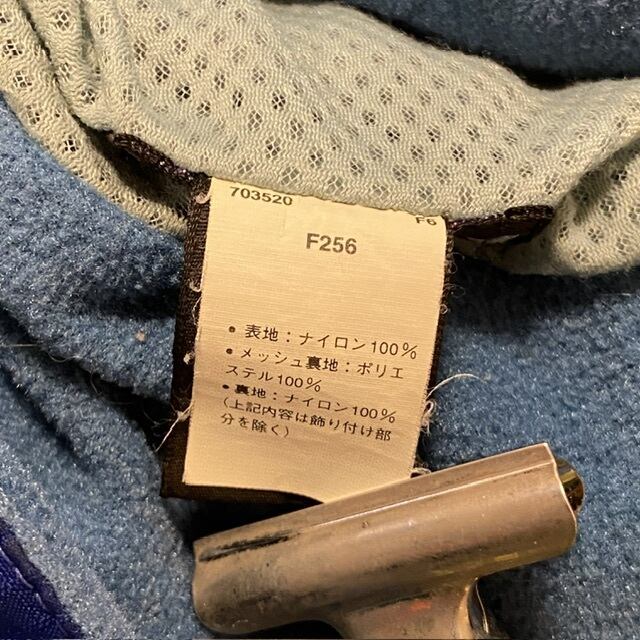 703520
F6
F256
• 表地：ナイロン100%
• メッシュ裏地：ポリエ
ステル100%
• 裏地：ナイロン100%
(上記内容は飾り付け部
分を除く)